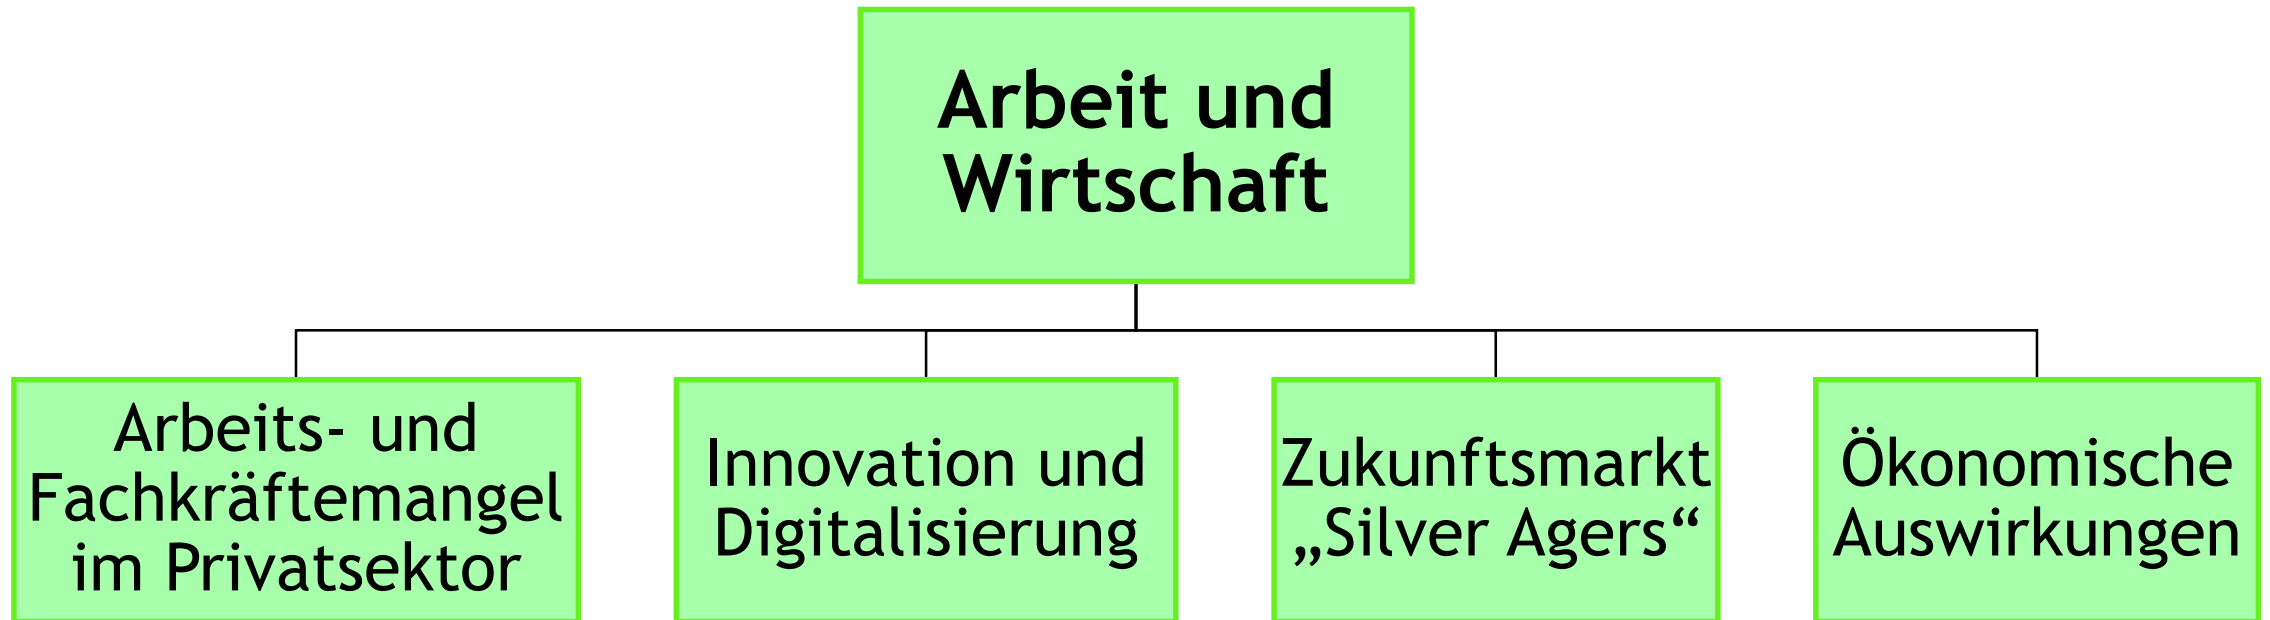 Arbeit und
Wirtschaft
Arbeits- und
Fachkräftemangel
im Privatsektor
Innovation und
Digitalisierung
Zukunftsmarkt
„Silver Agers“
Ökonomische
Auswirkungen